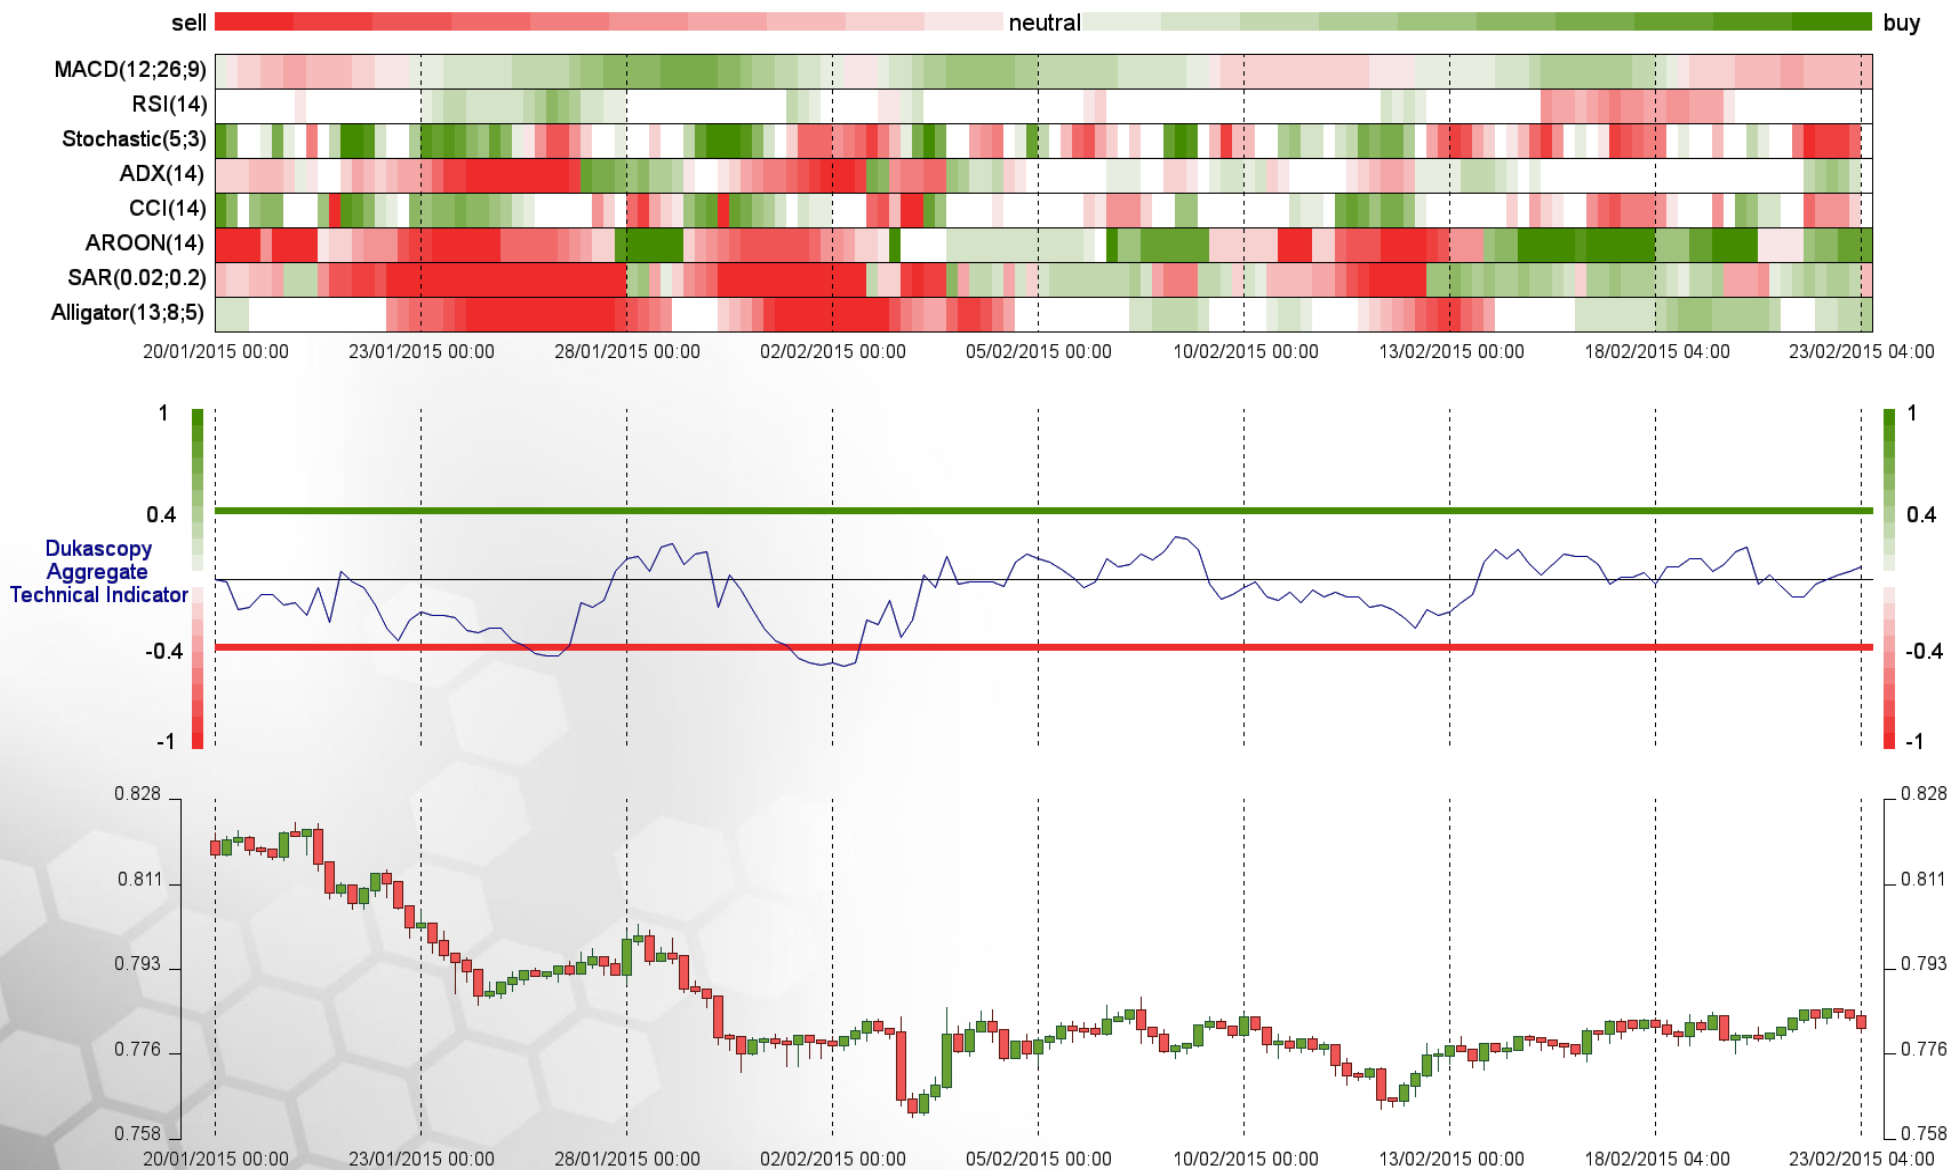 sell neutral buy
MACD(12;26;9)
RSI(14)
Stochastic(5;3)
ADX(14)
CCI(14)
AROON(14)
SAR(0.02;0.2)
Alligator(13;8;5)
20/01/2015 00:00 23/01/2015 00:00 28/01/2015 00:00 02/02/2015 00:00 05/02/2015 00:00 10/02/2015 00:00 13/02/2015 00:00 18/02/2015 04:00 23/02/2015 04:00
1 1
0.4 0.4
Dukascopy
Aggregate
Technical Indicator
-0.4 -0.4
-1 -1
0.828 0.828
0.811 0.811
0.793 0.793
0.776 0.776
0.758 0.758
20/01/2015 00:00 23/01/2015 00:00 28/01/2015 00:00 02/02/2015 00:00 05/02/2015 00:00 10/02/2015 00:00 13/02/2015 00:00 18/02/2015 04:00 23/02/2015 04:00